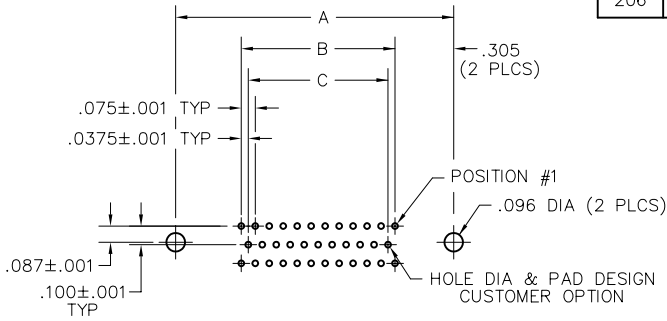 206
A
B
C
.305
(2 PLCS)
.075±.001 TYP
.0375±.001 TYP
POSITION #1
.096 DIA (2 PLCS)
.087±.001
.100±.001
TYP
HOLE DIA & PAD DESIGN
CUSTOMER OPTION